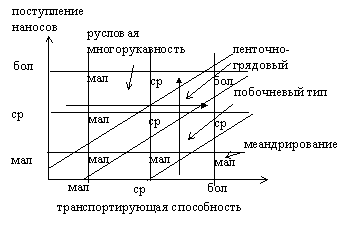 поступление
наносов
русловая
многорукавность
ленточно-
грядовый
бол
мал
ср
бол
побочневый тип
ср
мал
ср
ср
меандрирование
мал
мал
мал
мал
мал
ср
бол
транспортирующая способность